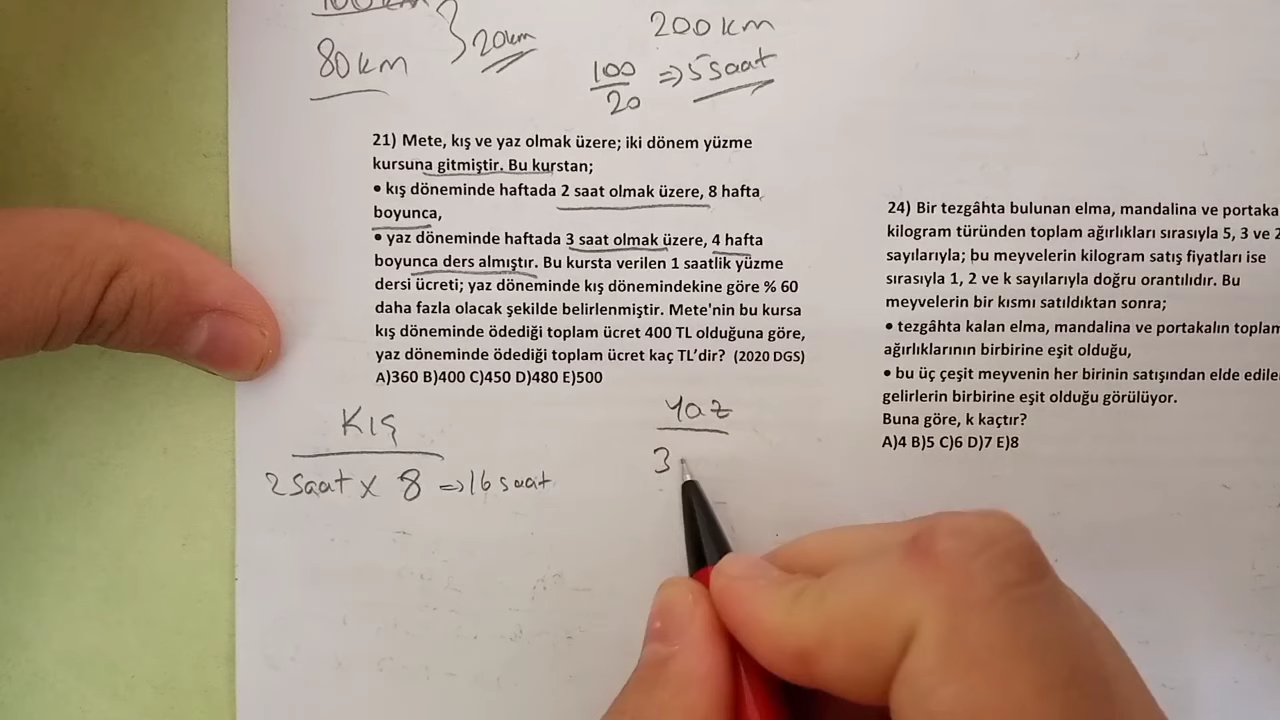 80km
20km
200km
100
20
=> 5 saat
21) Mete, kış ve yaz olmak üzere; iki dönem yüzme
kursuna gitmiştir. Bu kurstan;
• kış döneminde haftada 2 saat olmak üzere, 8 hafta
boyunca,
• yaz döneminde haftada 3 saat olmak üzere, 4 hafta
boyunca ders almıştır. Bu kursta verilen 1 saatlik yüzme
dersi ücreti; yaz döneminde kış dönemindekine göre % 60
daha fazla olacak şekilde belirlenmiştir. Mete'nin bu kursa
kış döneminde ödediği toplam ücret 400 TL olduğuna göre,
yaz döneminde ödediği toplam ücret kaç TL'dir? (2020 DGS)
A)360 B)400 C)450 D)480 E)500
Kış
2 saat x 8 => 16 saat
yaz
3
24) Bir tezgâhta bulunan elma, mandalina ve portaka
kilogram türünden toplam ağırlıkları sırasıyla 5, 3 ve 2
sayılarıyla; bu meyvelerin kilogram satış fiyatları ise
sırasıyla 1, 2 ve k sayılarıyla doğru orantılıdır. Bu
meyvelerin bir kısmı satıldıktan sonra;
• tezgâhta kalan elma, mandalina ve portakalın toplam
ağırlıklarının birbirine eşit olduğu,
• bu üç çeşit meyvenin her birinin satışından elde edile
gelirlerin birbirine eşit olduğu görülüyor.
Buna göre, k kaçtır?
A)4 B)5 C)6 D)7 E)8